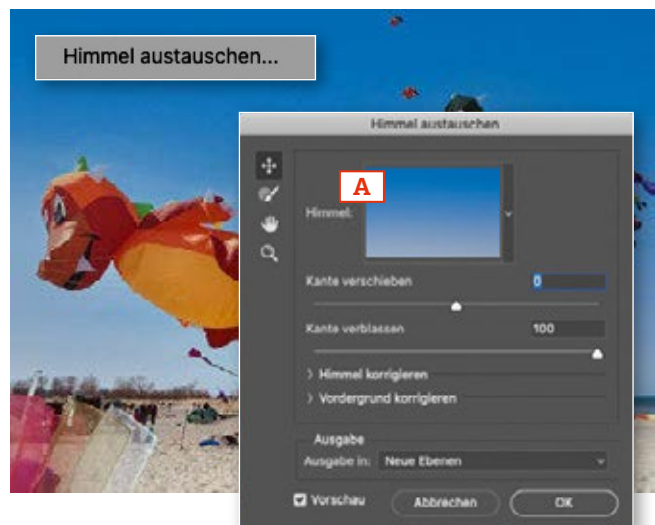 Himmel austauschen...
Himmel austauschen
A
Himmel:
Kante verschieben 0
Kante verblassen 100
> Himmel korrigieren
> Vordergrund korrigieren
Ausgabe
Ausgabe in: Neue Ebenen
Vorschau Abbrechen OK